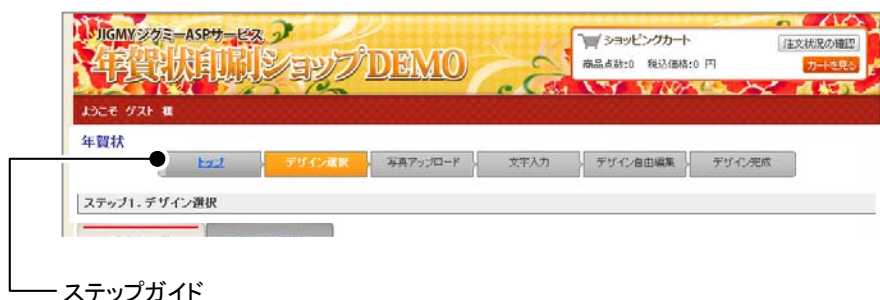 JIGMYジグミーASPサービス
年賀状印刷ショップDEMO
ショッピングカート
注文状況の確認
商品点数:0 税込価格:0 円
カートを見る
ようこそ ゲスト 様
年賀状
トップ
デザイン選択
写真アップロード
文字入力
デザイン自由編集
デザイン完成
ステップ1.デザイン選択
ステップガイド